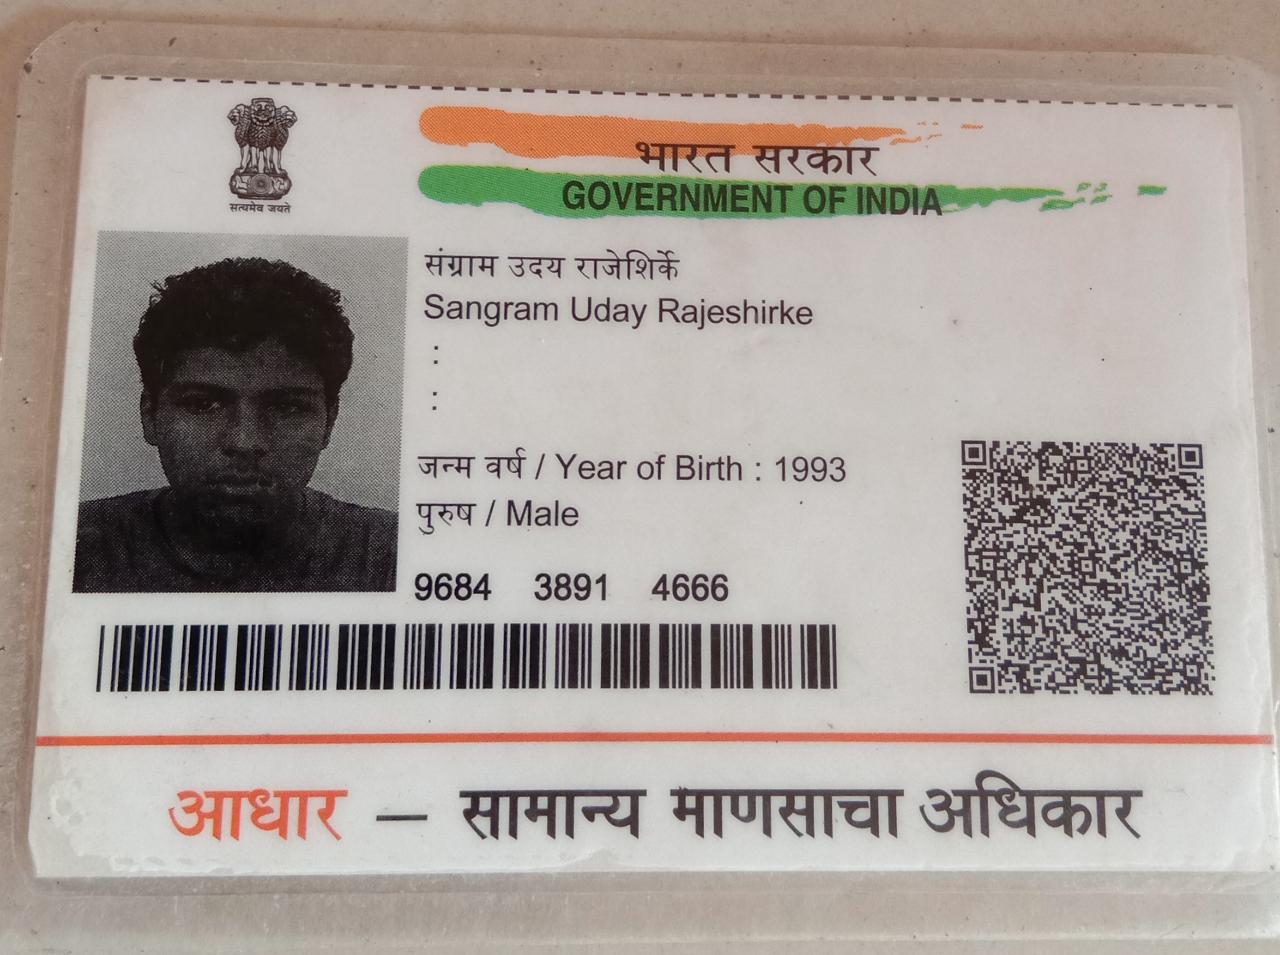 सत्यमेव जयते
भारत सरकार
GOVERNMENT OF INDIA
संग्राम उदय राजेशिर्के
Sangram Uday Rajeshirke
:
:
जन्म वर्ष / Year of Birth : 1993
पुरुष / Male
9684 3891 4666
आधार — सामान्य माणसाचा अधिकार